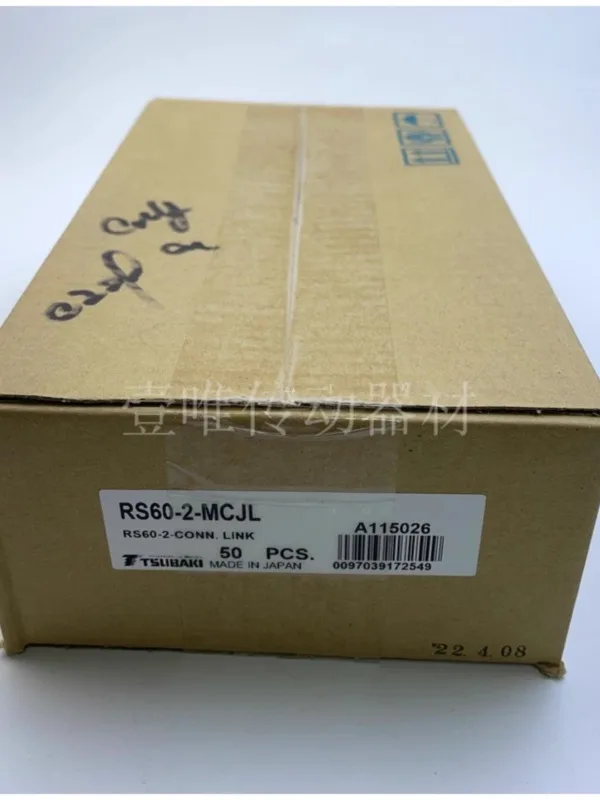 壹唯传动器材
RS60-2-MCJL
RS60-2-CONN. LINK
A115026
50 PCS.
TSUBAKI MADE IN JAPAN
0097039172549
22.4.08